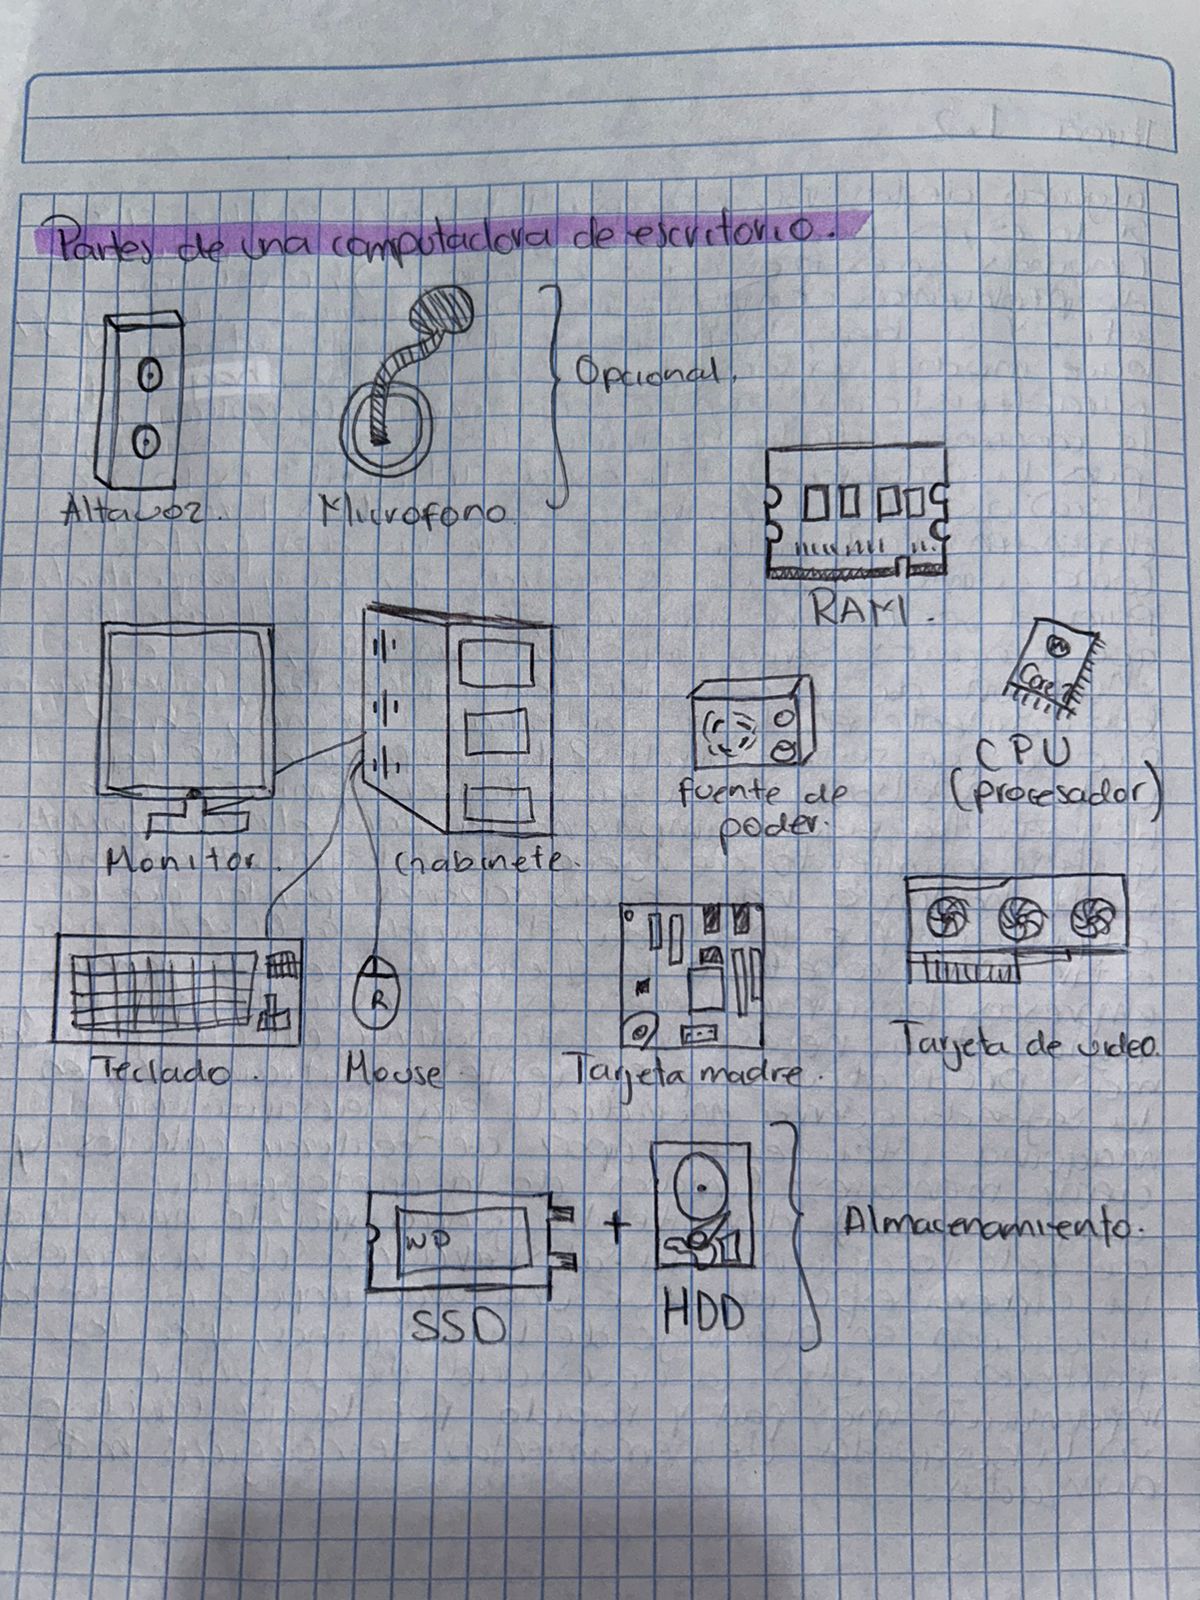 Partes de una computadora de escritorio.
Opcional.
Altavoz.
Microfono
RAM.
Core i7
CPU
(procesador)
fuente de
poder.
Monitor.
Gabinete.
R
Teclado.
Mouse
Tarjeta madre.
Tarjeta de video.
WD
+
Almacenamiento.
SSD
HDD